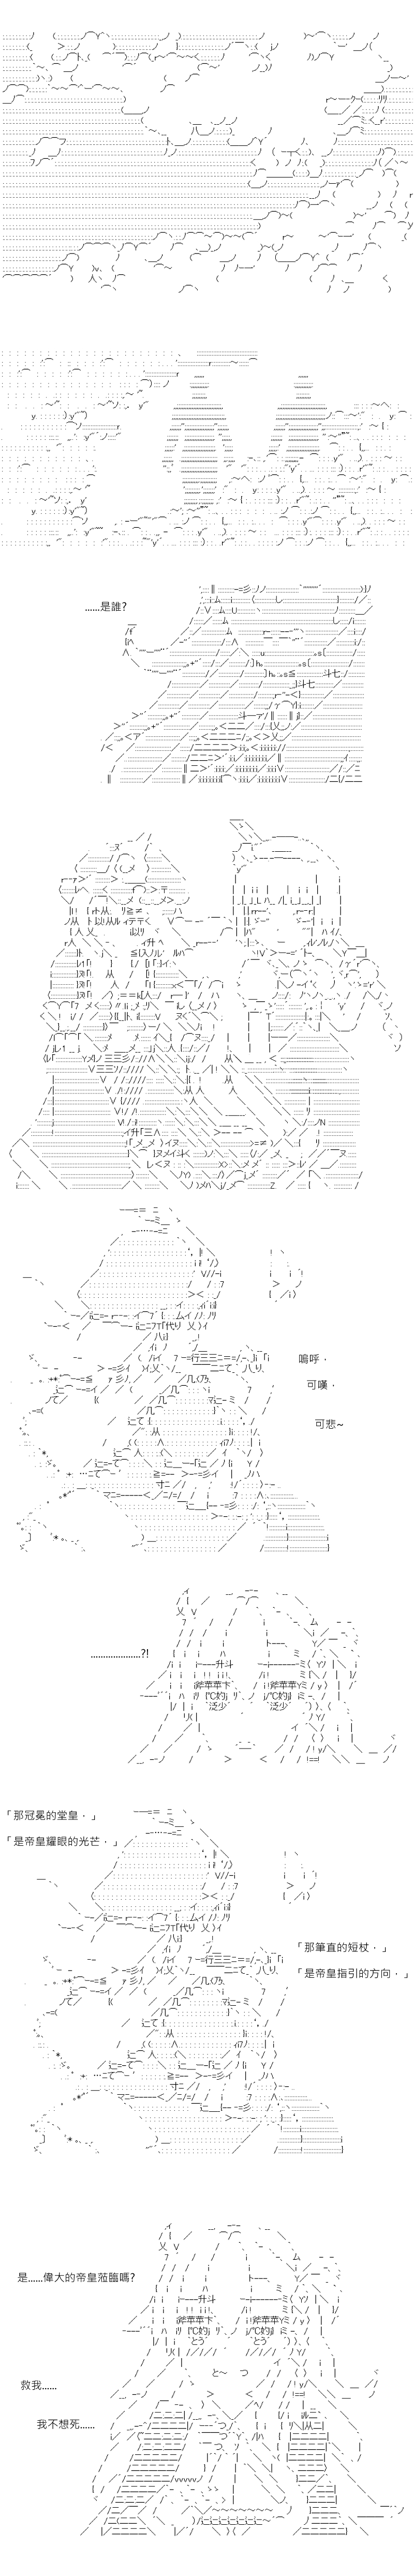 ......是誰?
嗚呼‧
可嘆‧
可悲~
.....................?!
「那冠冕的堂皇‧」
「是帝皇耀眼的光芒‧」
「那筆直的短杖‧」
「是帝皇指引的方向‧」
是......偉大的帝皇蒞臨嗎?
救我......
我不想死......